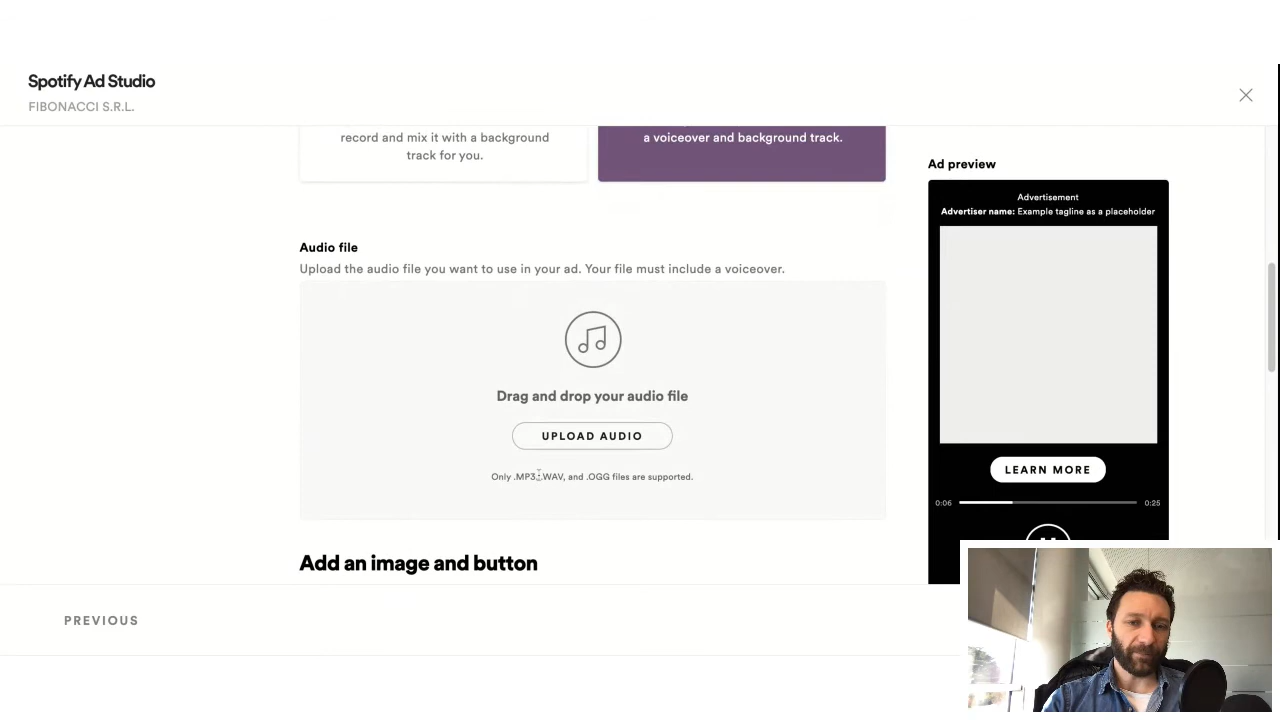 Spotify Ad Studio
FIBONACCI S.R.L.
record and mix it with a background
track for you.
a voiceover and background track.
Ad preview
Advertisement
Advertiser name: Example tagline as a placeholder
Audio file
Upload the audio file you want to use in your ad. Your file must include a voiceover.
Drag and drop your audio file
UPLOAD AUDIO
Only .MP3, .WAV, and .OGG files are supported.
LEARN MORE
0:06
0:25
Add an image and button
PREVIOUS